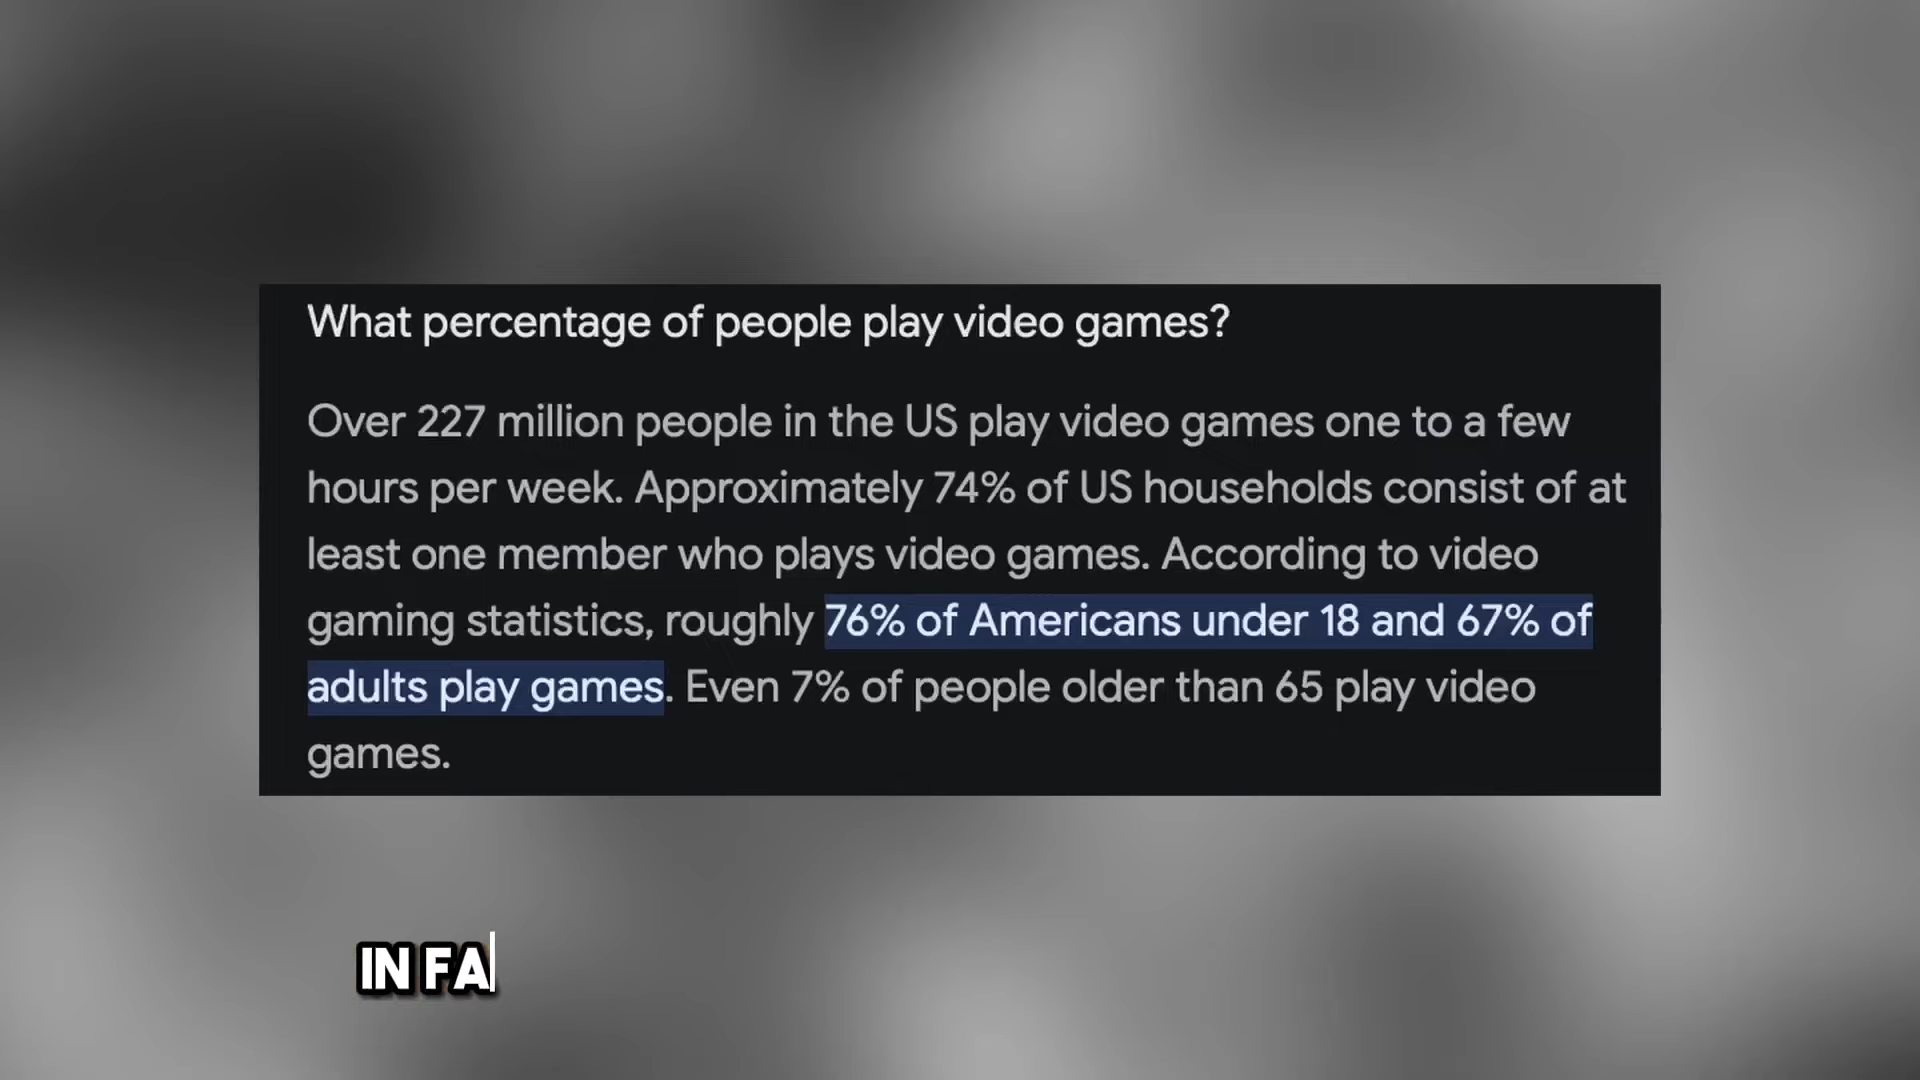 What percentage of people play video games?
Over 227 million people in the US play video games one to a few
hours per week. Approximately 74% of US households consist of at
least one member who plays video games. According to video
gaming statistics, roughly 76% of Americans under 18 and 67% of
adults play games. Even 7% of people older than 65 play video
games.
IN FA